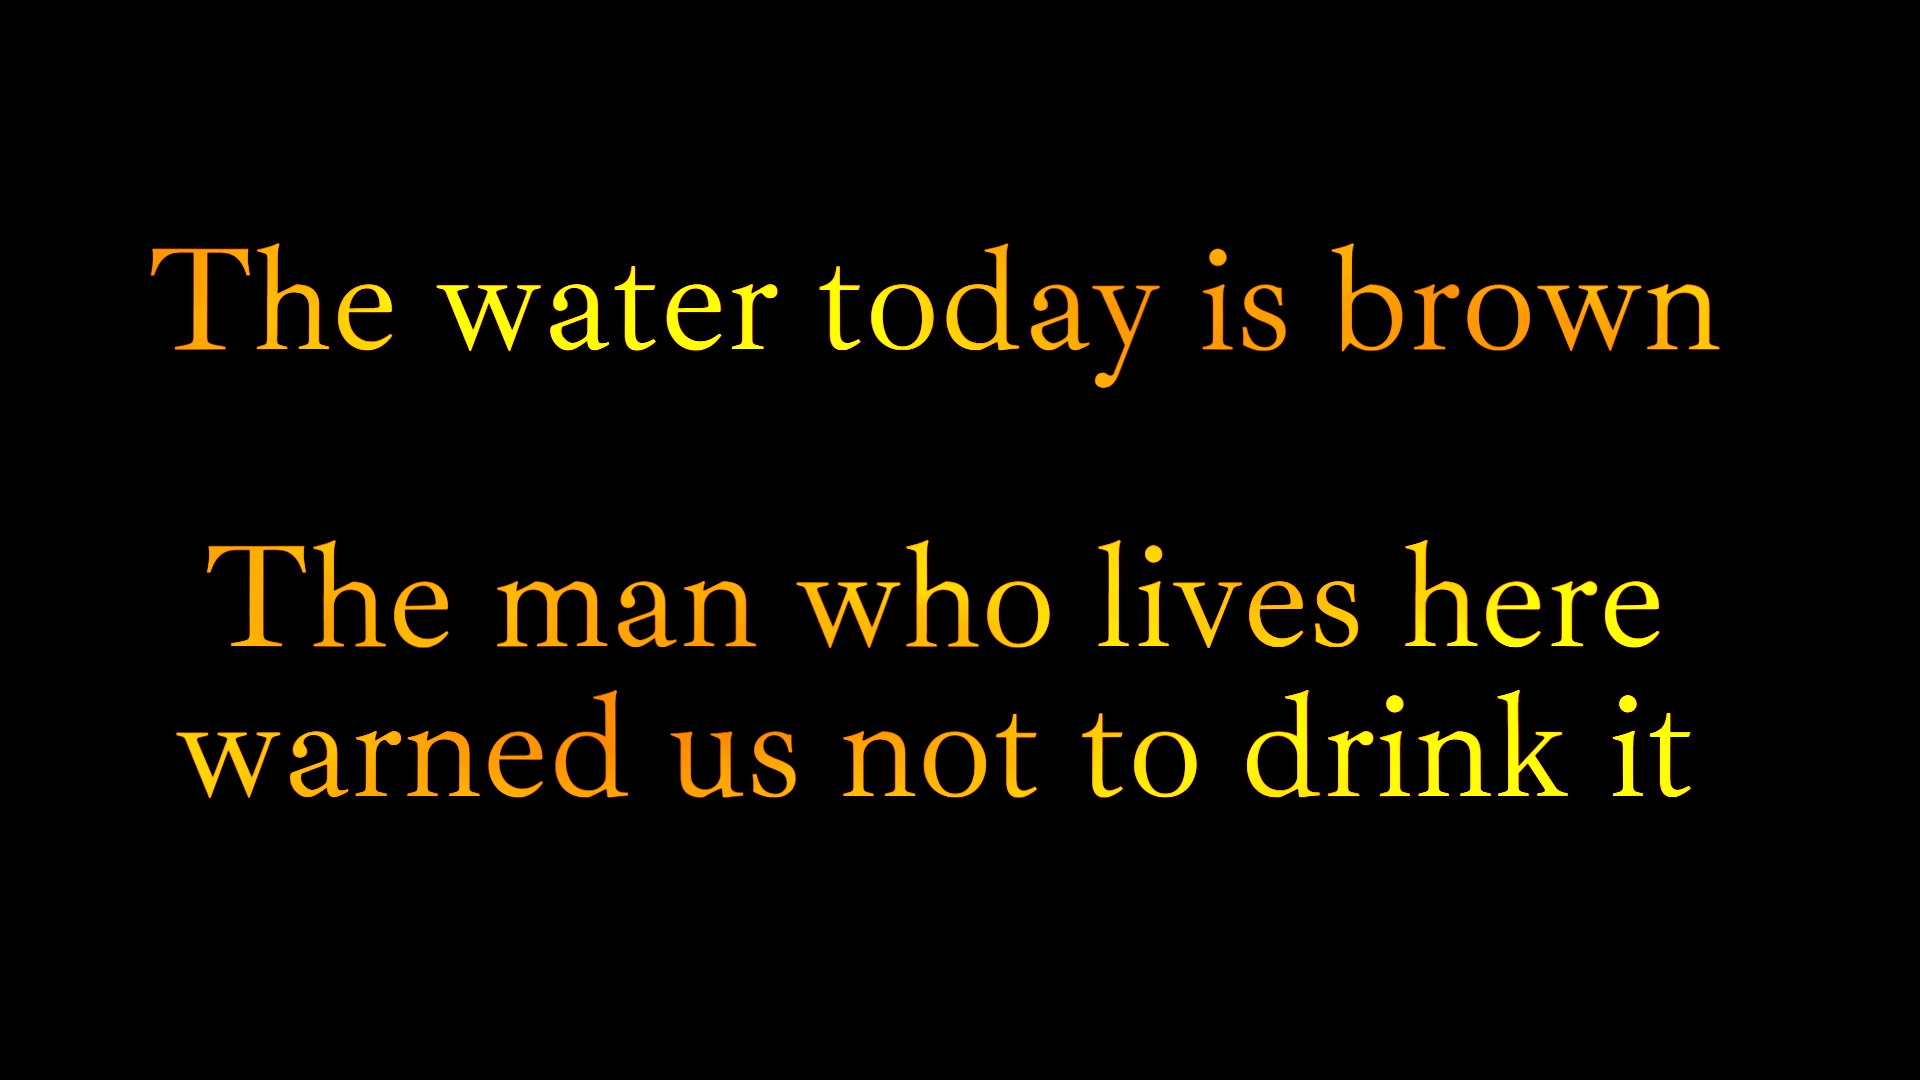 The water today is brown
The man who lives here
warned us not to drink it